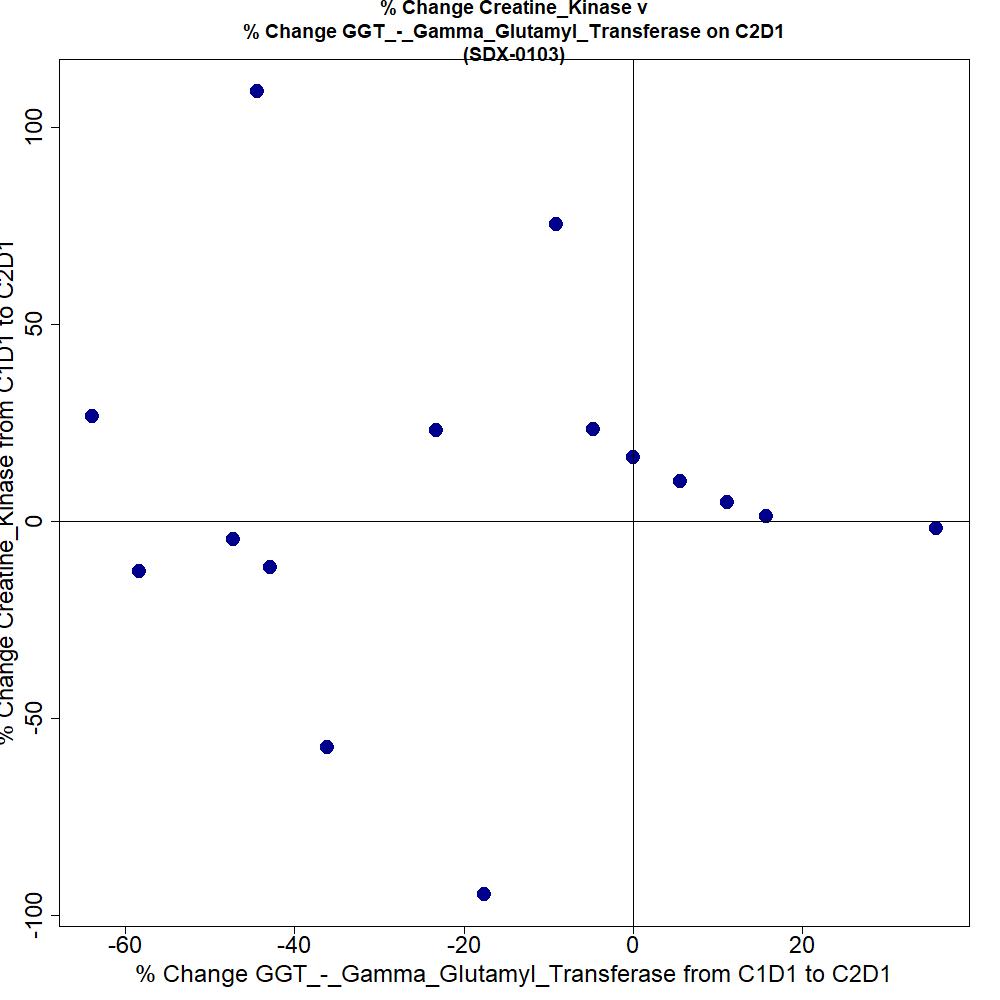 % Change Creatine_Kinase v
% Change GGT_-_Gamma_Glutamyl_Transferase on C2D1
(SDX-0103)
% Change Creatine_Kinase from C1D1 to C2D1
100
50
0
-50
-100
-60
-40
-20
0
20
% Change GGT_-_Gamma_Glutamyl_Transferase from C1D1 to C2D1